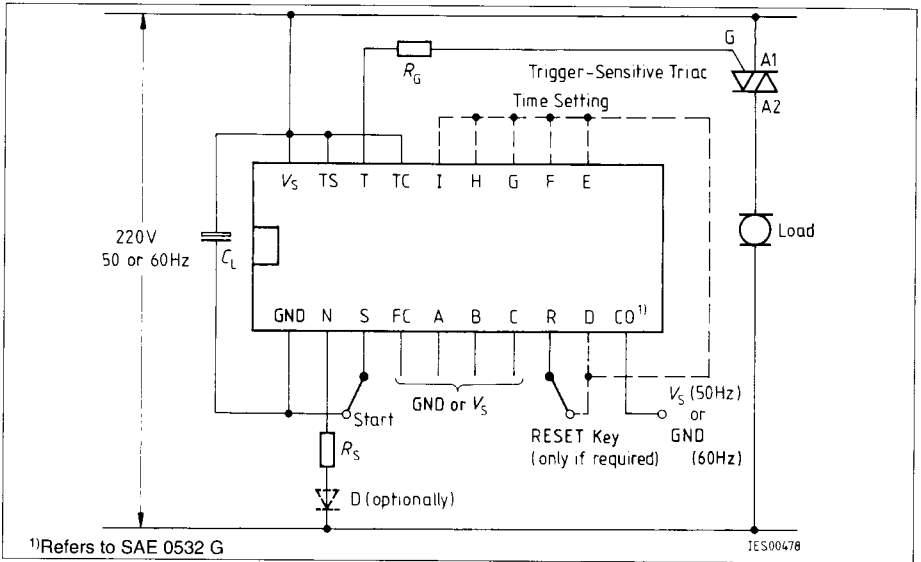 G
A1
R_G
Trigger-Sensitive Triac
A2
Time Setting
V_S TS T TC I H G F E
220V
50 or 60Hz
C_L
Load
GND N S FC A B C R D CO¹⁾
GND or V_S
Start
V_S (50Hz)
or
GND
(60Hz)
RESET Key
(only if required)
R_S
D (optionally)
¹⁾Refers to SAE 0532 G
IES00478